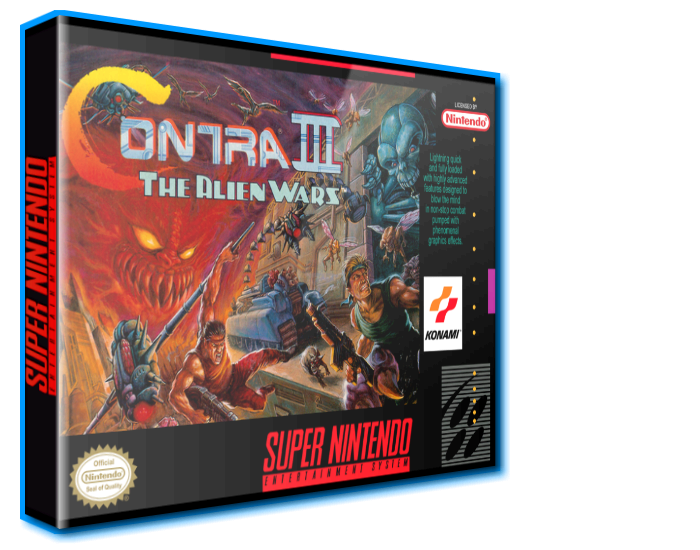 SUPER NINTENDO
ENTERTAINMENT SYSTEM
CONTRA III
THE ALIEN WARS
LICENSED BY
Nintendo
Lightning quick
and fully loaded
with highly advanced
features designed to
blow the mind
in non-stop combat
pumped with
phenomenal
graphics effects.
KONAMI
SUPER NINTENDO
ENTERTAINMENT SYSTEM
Official
Nintendo
Seal of Quality